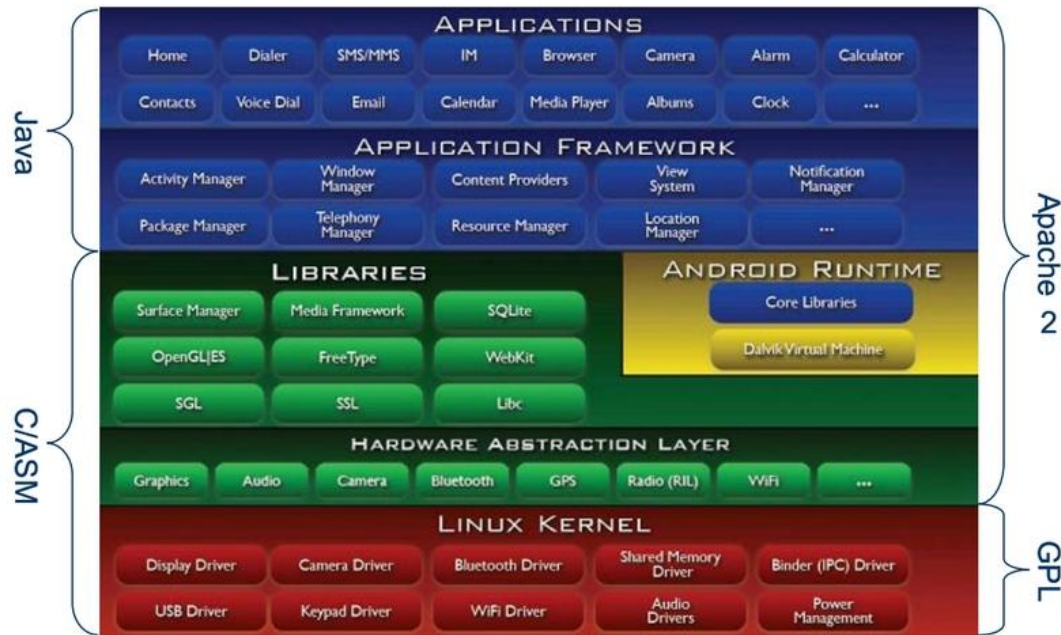 APPLICATIONS
Home Dialer SMS/MMS IM Browser Camera Alarm Calculator
Contacts Voice Dial Email Calendar Media Player Albums Clock ...
APPLICATION FRAMEWORK
Activity Manager Window Manager Content Providers View System Notification Manager
Package Manager Telephony Manager Resource Manager Location Manager ...
Java
LIBRARIES
Surface Manager Media Framework SQLite
OpenGL|ES FreeType WebKit
SGL SSL Libc
ANDROID RUNTIME
Core Libraries
Dalvik Virtual Machine
HARDWARE ABSTRACTION LAYER
Graphics Audio Camera Bluetooth GPS Radio (RIL) WiFi ...
Apache 2
LINUX KERNEL
Display Driver Camera Driver Bluetooth Driver Shared Memory Driver Binder (IPC) Driver
USB Driver Keypad Driver WiFi Driver Audio Drivers Power Management
C/ASM
GPL